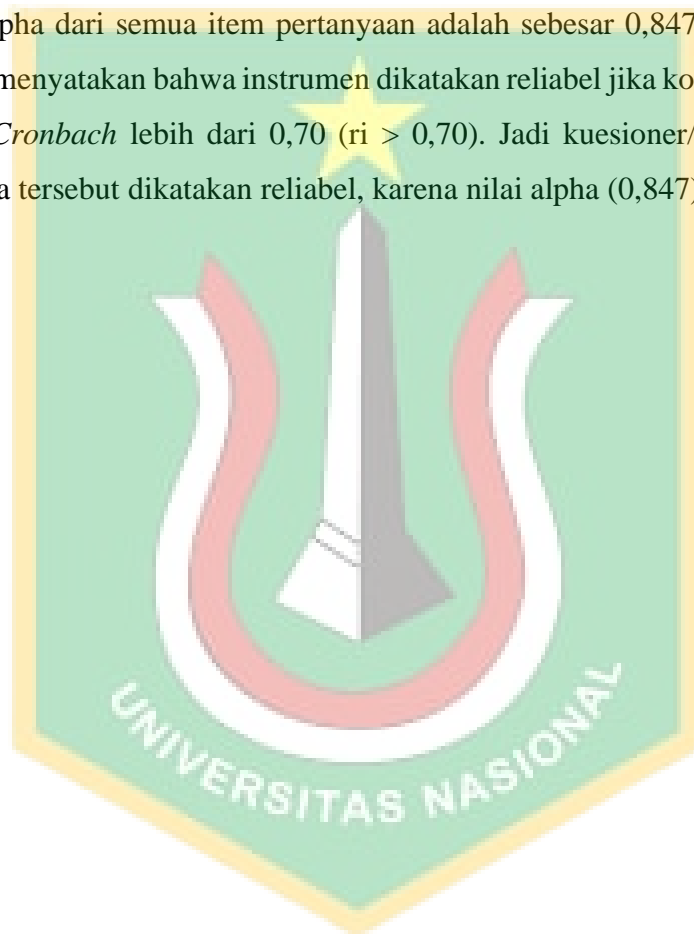 pha dari semua item pertanyaan adalah sebesar 0,847
menyatakan bahwa instrumen dikatakan reliabel jika ko
Cronbach lebih dari 0,70 (ri > 0,70). Jadi kuesioner/
a tersebut dikatakan reliabel, karena nilai alpha (0,847)
UNIVERSITAS NASIONAL